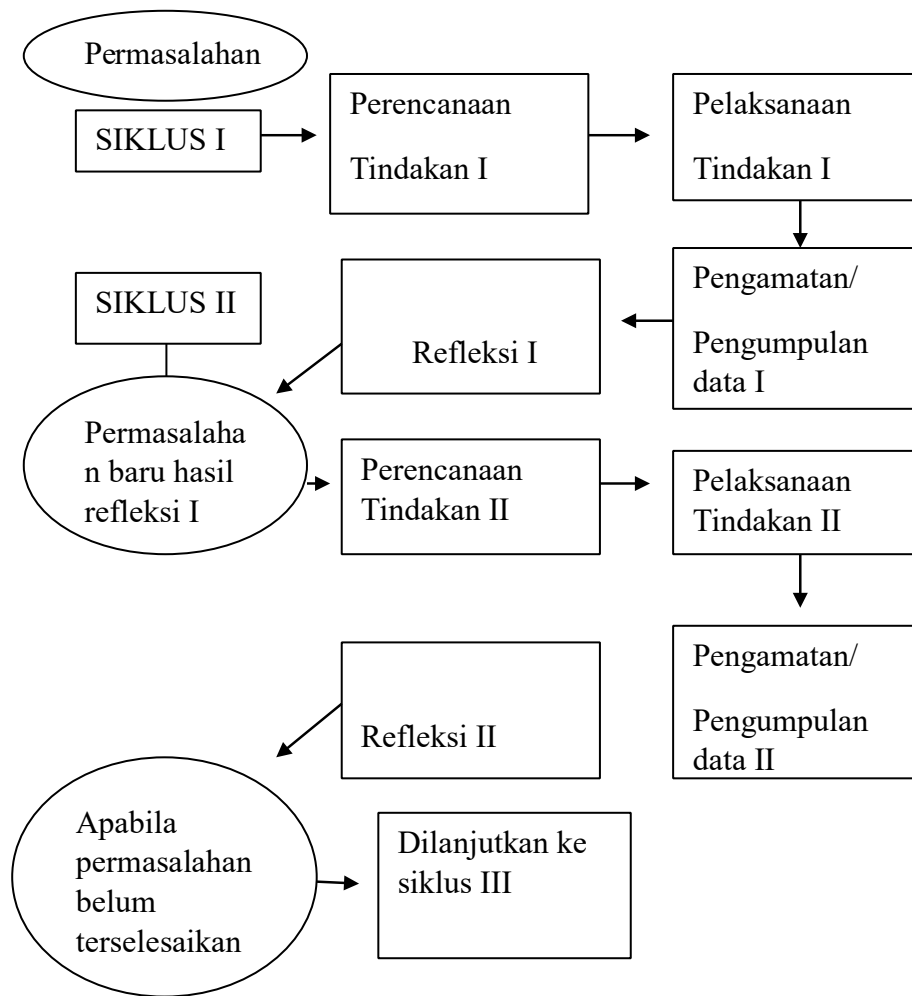 Permasalahan
SIKLUS I
Perencanaan
Tindakan I
Pelaksanaan
Tindakan I
Pengamatan/
Pengumpulan
data I
Refleksi I
SIKLUS II
Permasalaha
n baru hasil
refleksi I
Perencanaan
Tindakan II
Pelaksanaan
Tindakan II
Pengamatan/
Pengumpulan
data II
Refleksi II
Apabila
permasalahan
belum
terselesaikan
Dilanjutkan ke
siklus III